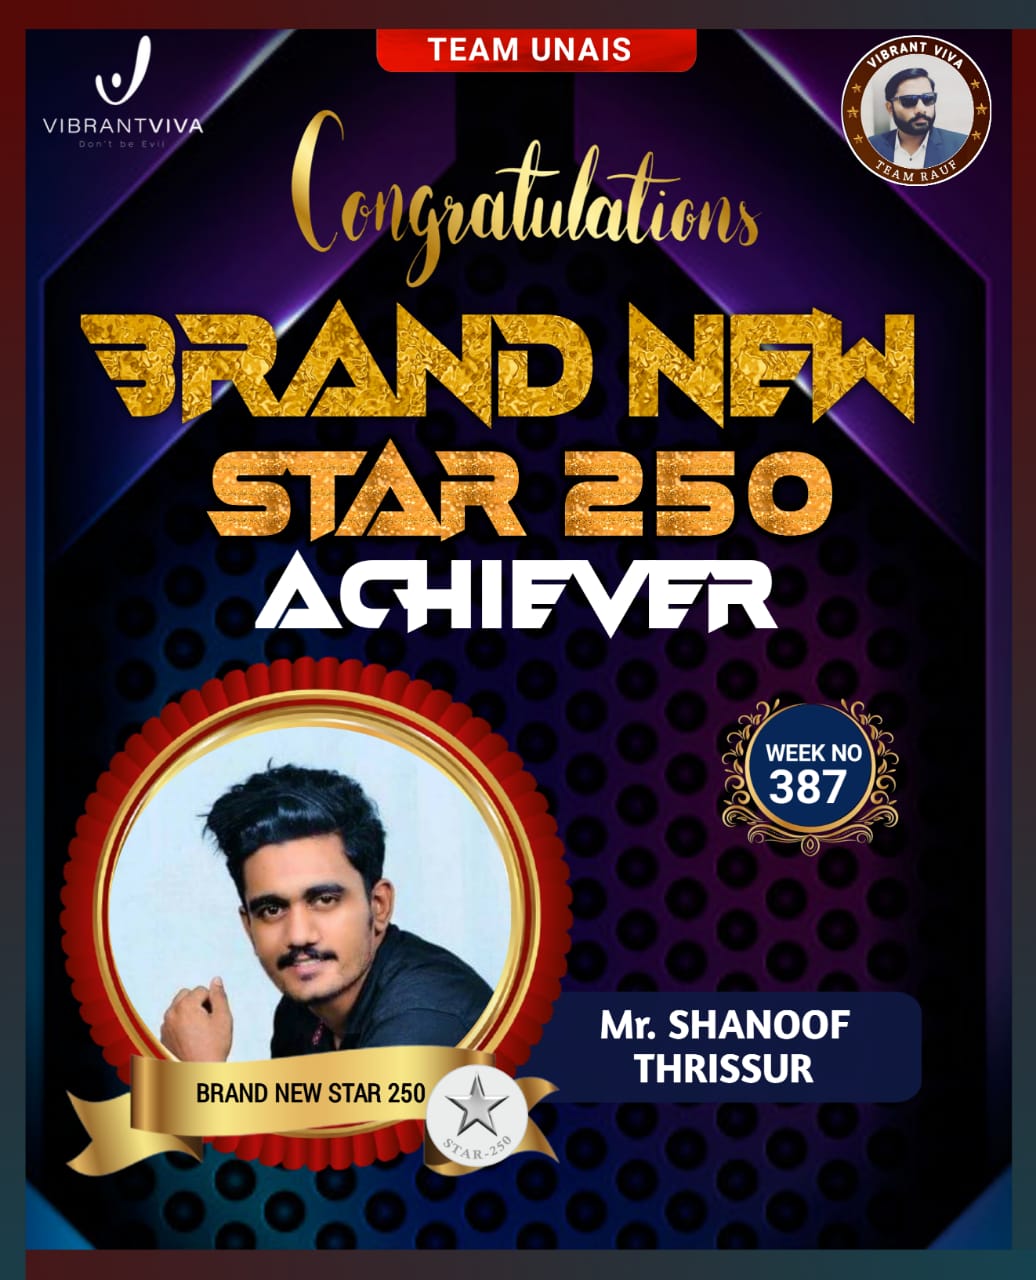 TEAM UNAIS
VIBRANTVIVA
Don't be Evil
VIBRANT VIVA
TEAM RAUF
Congratulations
BRAND NEW
STAR 250
ACHIEVER
WEEK NO
387
Mr. SHANOOF
THRISSUR
BRAND NEW STAR 250
STAR-250